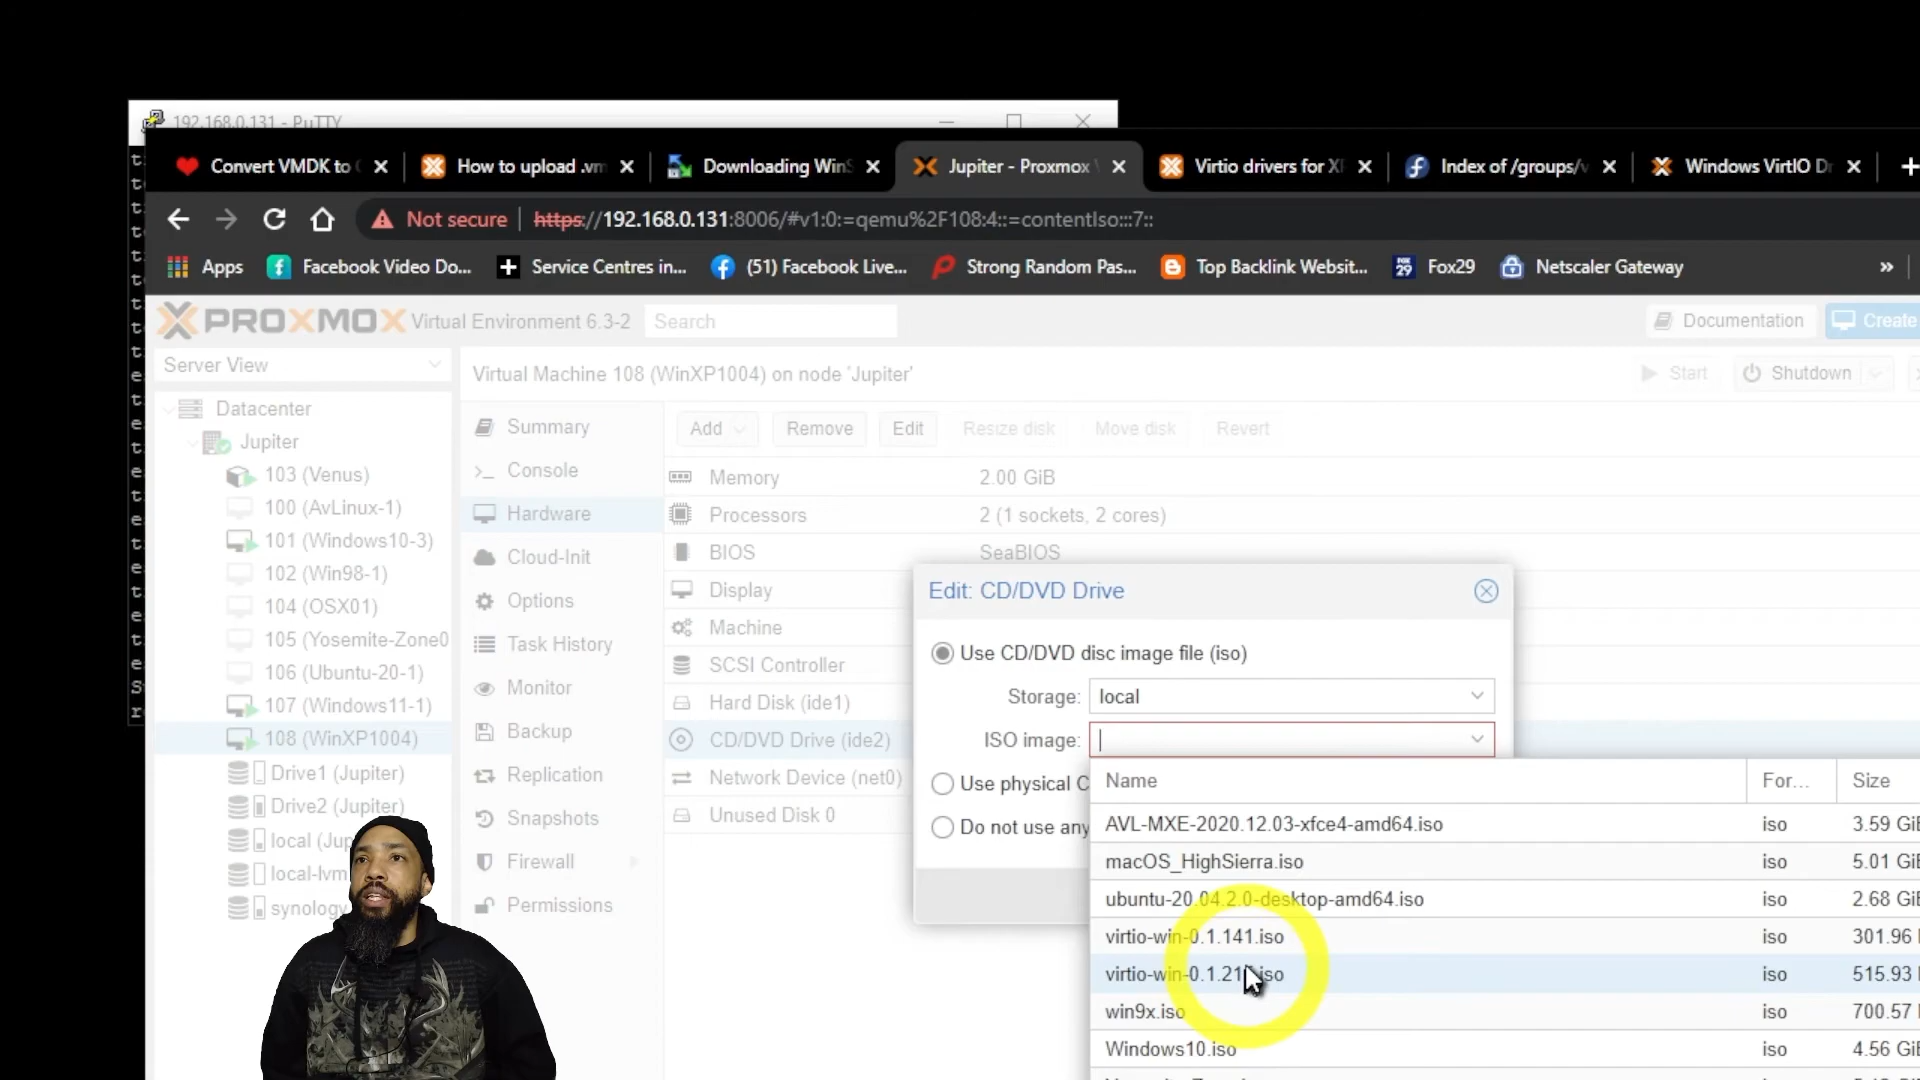 192.168.0.131 - PuTTY
Convert VMDK to
How to upload .vm
Downloading Win
Jupiter - Proxmox
Virtio drivers for XP
Index of /groups/
Windows VirtIO Dr
Not secure
https://192.168.0.131:8006/#v1:0:=qemu%2F108:4::=contentIso:::7::
Apps
Facebook Video Do...
Service Centres in...
(51) Facebook Live...
Strong Random Pas...
Top Backlink Websit...
FOX 29
Fox29
Netscaler Gateway
»
PROXMOX Virtual Environment 6.3-2
Search
Documentation
Create
Server View
Virtual Machine 108 (WinXP1004) on node 'Jupiter'
Start
Shutdown
Datacenter
Jupiter
103 (Venus)
100 (AvLinux-1)
101 (Windows10-3)
102 (Win98-1)
104 (OSX01)
105 (Yosemite-Zone0
106 (Ubuntu-20-1)
107 (Windows11-1)
108 (WinXP1004)
Drive1 (Jupiter)
Drive2 (Jupiter)
local (Jup
local-lvm
synology
Summary
Console
Hardware
Cloud-Init
Options
Task History
Monitor
Backup
Replication
Snapshots
Firewall
Permissions
Add
Remove
Edit
Resize disk
Move disk
Revert
Memory 2.00 GiB
Processors 2 (1 sockets, 2 cores)
BIOS SeaBIOS
Display
Machine
SCSI Controller
Hard Disk (ide1)
CD/DVD Drive (ide2)
Network Device (net0)
Unused Disk 0
Edit: CD/DVD Drive
Use CD/DVD disc image file (iso)
Storage: local
ISO image:
Use physical C
Do not use any
Name For... Size
AVL-MXE-2020.12.03-xfce4-amd64.iso iso 3.59 GiB
macOS_HighSierra.iso iso 5.01 GiB
ubuntu-20.04.2.0-desktop-amd64.iso iso 2.68 GiB
virtio-win-0.1.141.iso iso 301.96
iso 515.93
win9x.iso iso 700.57
Windows10.iso iso 4.56 GiB